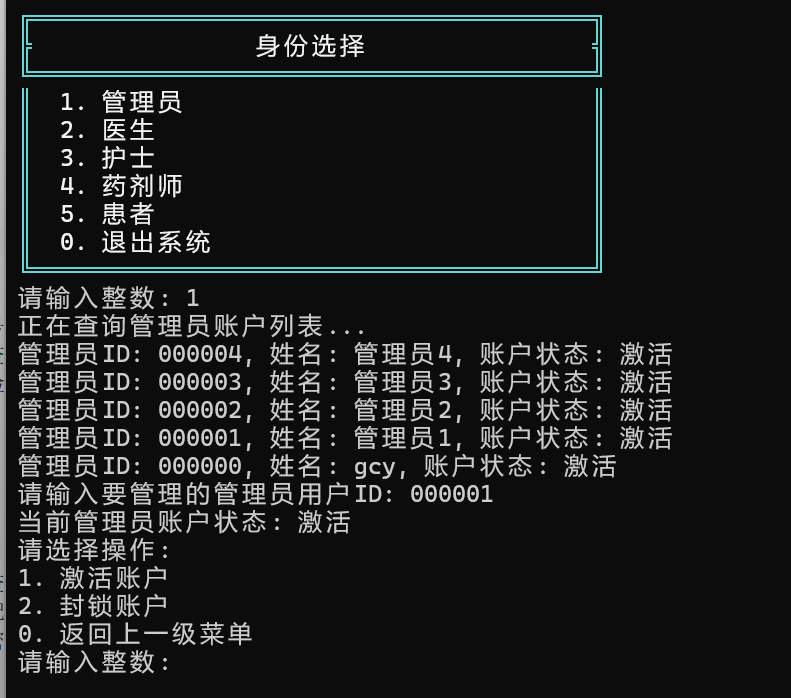 身份选择
1. 管理员
2. 医生
3. 护士
4. 药剂师
5. 患者
0. 退出系统
请输入整数: 1
正在查询管理员账户列表...
管理员ID: 000004, 姓名: 管理员4, 账户状态: 激活
管理员ID: 000003, 姓名: 管理员3, 账户状态: 激活
管理员ID: 000002, 姓名: 管理员2, 账户状态: 激活
管理员ID: 000001, 姓名: 管理员1, 账户状态: 激活
管理员ID: 000000, 姓名: gcy, 账户状态: 激活
请输入要管理的管理员用户ID: 000001
当前管理员账户状态: 激活
请选择操作:
1. 激活账户
2. 封锁账户
0. 返回上一级菜单
请输入整数: